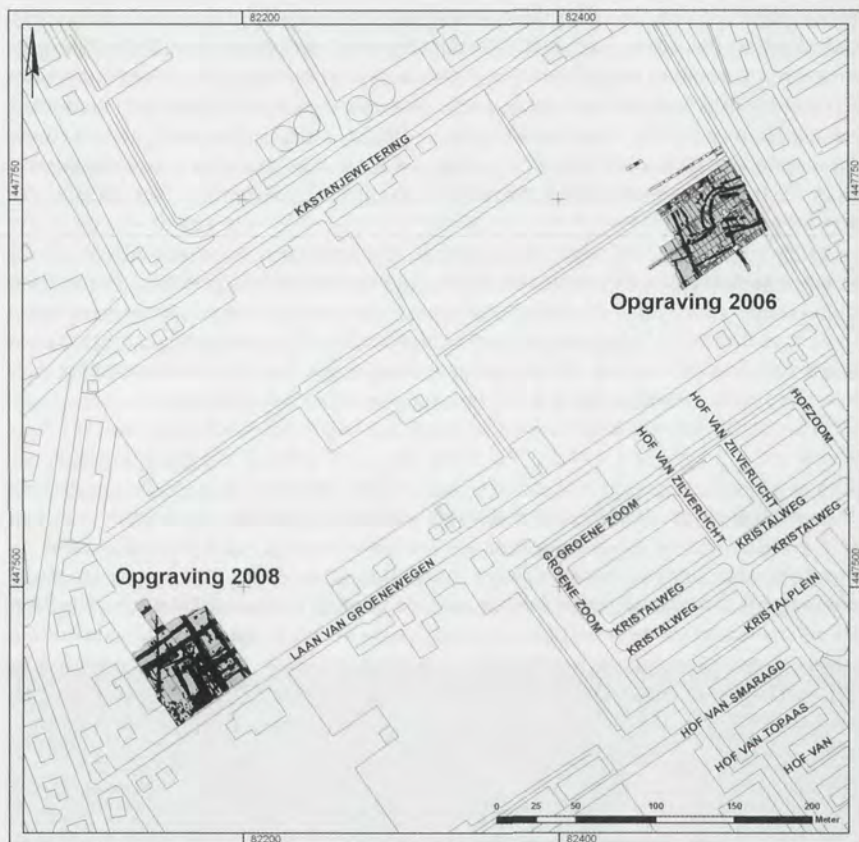 82200
82400
447750
447750
KASTANJEWETERING
Opgraving 2006
HOF VAN ZILVERLICHT
HOF VAN ZILVERLICHT
HOFZOOM
GROENE ZOOM
GROENE ZOOM
KRISTALWEG
KRISTALWEG
KRISTALWEG
KRISTALWEG
KRISTALPLEIN
447500
447500
Opgraving 2008
LAAN VAN GROENEWEGEN
HOF VAN SMARAGD
HOF VAN TOPAAS
HOF VAN
0 25 50 100 150 200
Meter
82200
82400